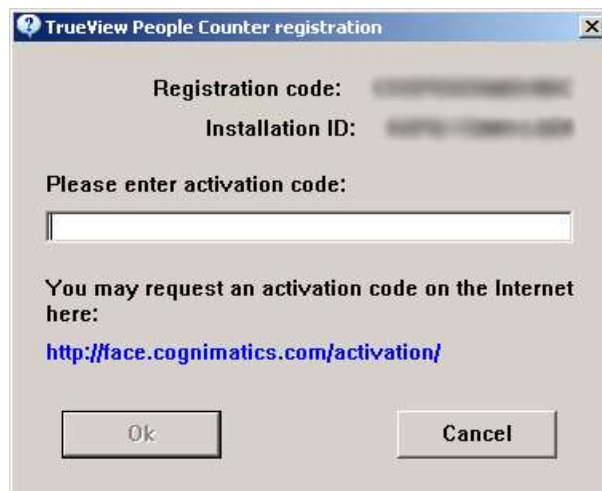 TrueView People Counter registration
Registration code:
Installation ID:
Please enter activation code:
You may request an activation code on the Internet
here:
http://face.cognimatics.com/activation/
Ok
Cancel